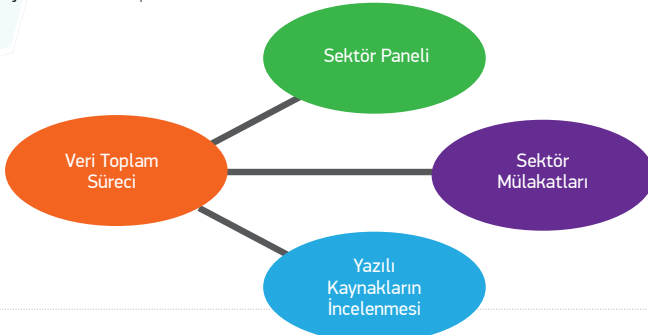 Sektör Paneli
Veri Toplam
Süreci
Sektör
Mülakatları
Yazılı
Kaynakların
İncelenmesi